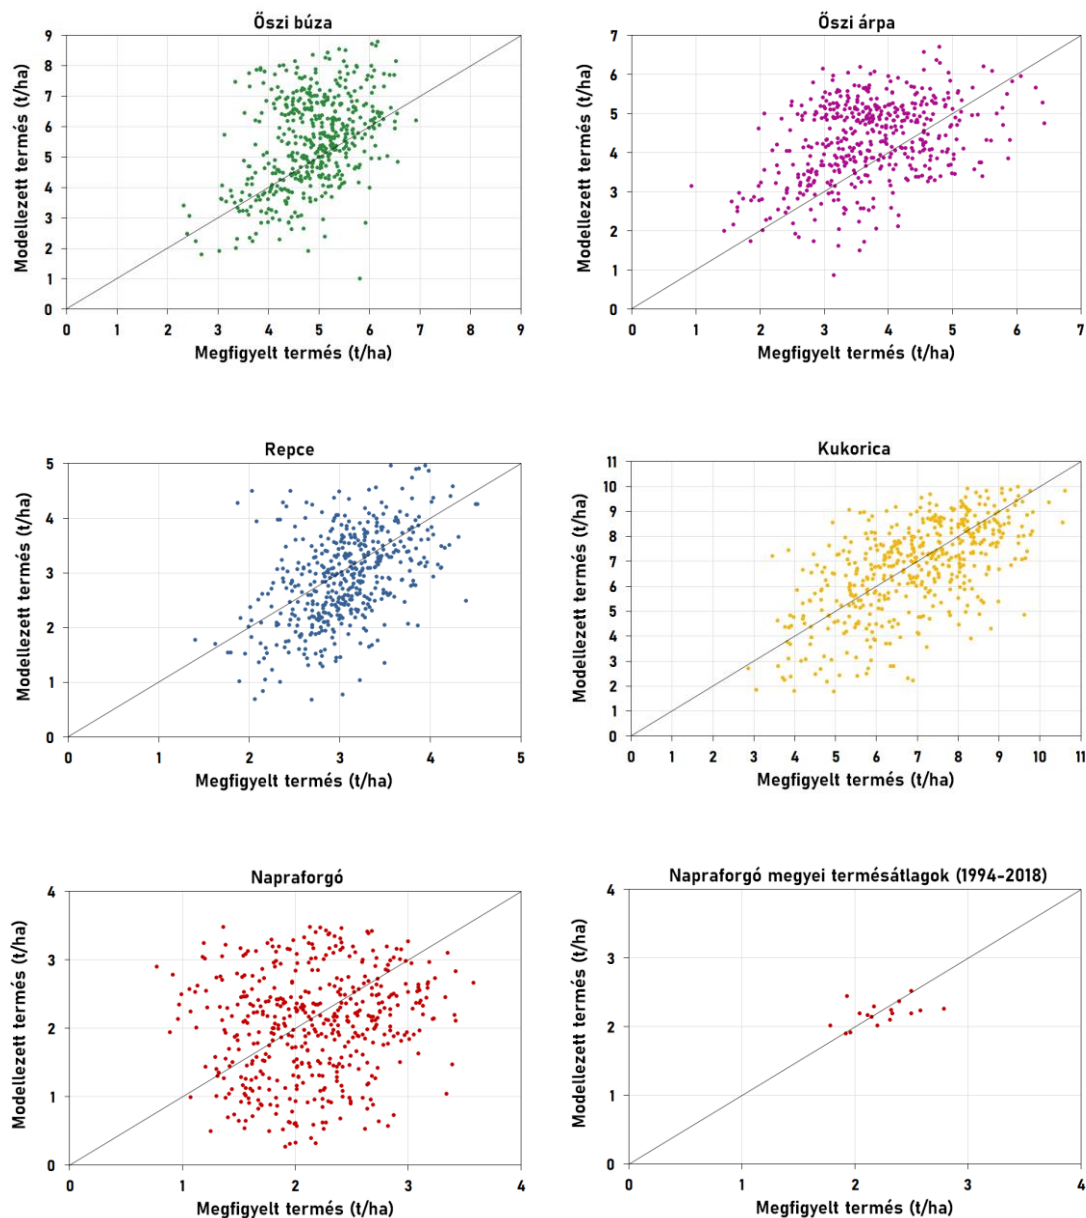 Őszi búza
Modellezett termés (t/ha)
9
8
7
6
5
4
3
2
1
0
0 1 2 3 4 5 6 7 8 9
Megfigyelt termés (t/ha)
Őszi árpa
Modellezett termés (t/ha)
7
6
5
4
3
2
1
0
0 1 2 3 4 5 6 7
Megfigyelt termés (t/ha)
Repce
Modellezett termés (t/ha)
5
4
3
2
1
0
0 1 2 3 4 5
Megfigyelt termés (t/ha)
Kukorica
Modellezett termés (t/ha)
11
10
9
8
7
6
5
4
3
2
1
0
0 1 2 3 4 5 6 7 8 9 10 11
Megfigyelt termés (t/ha)
Napraforgó
Modellezett termés (t/ha)
4
3
2
1
0
0 1 2 3 4
Megfigyelt termés (t/ha)
Napraforgó megyei termésátlagok (1994-2018)
Modellezett termés (t/ha)
4
3
2
1
0
0 1 2 3 4
Megfigyelt termés (t/ha)